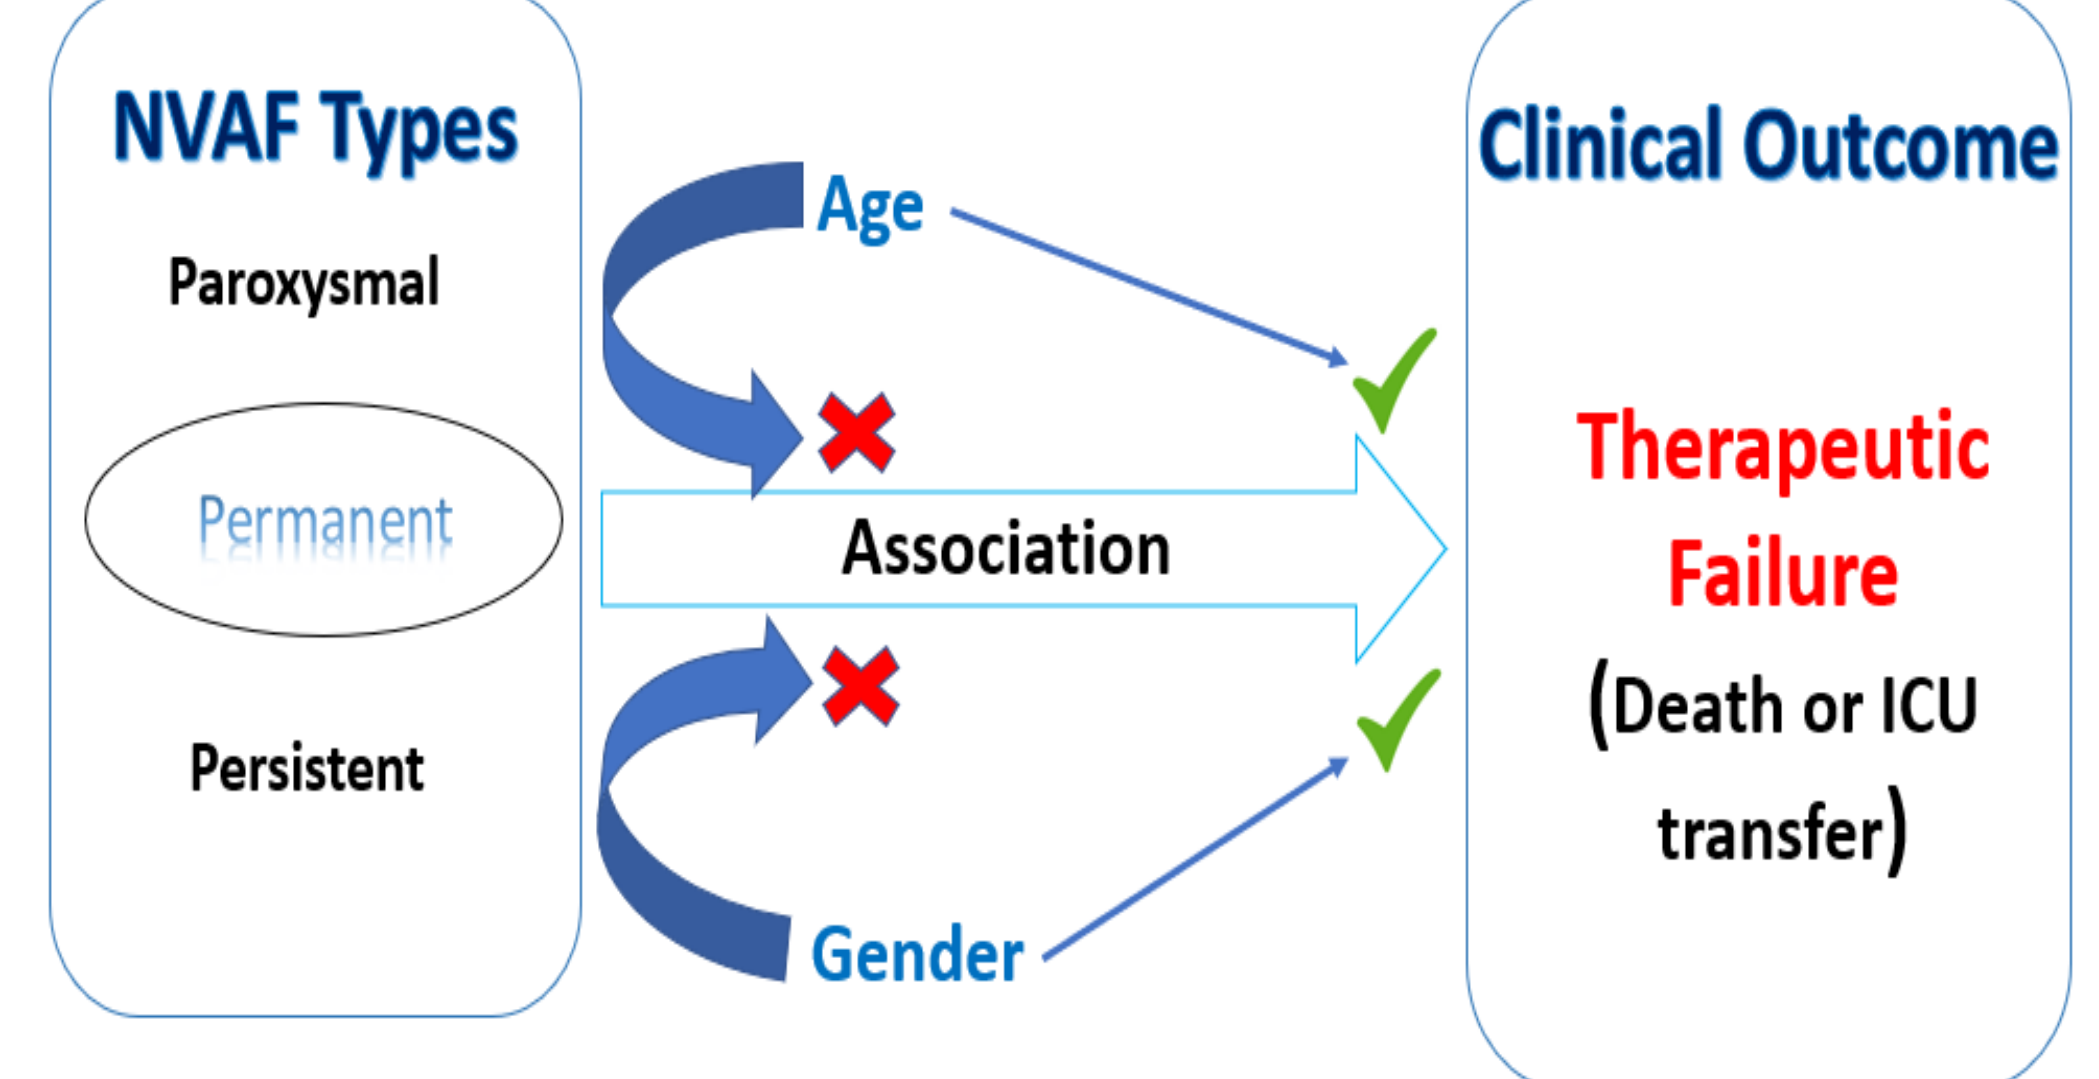 NVAF Types
Paroxysmal
Permanent
Persistent
Age
Association
Gender
Clinical Outcome
Therapeutic
Failure
(Death or ICU
transfer)